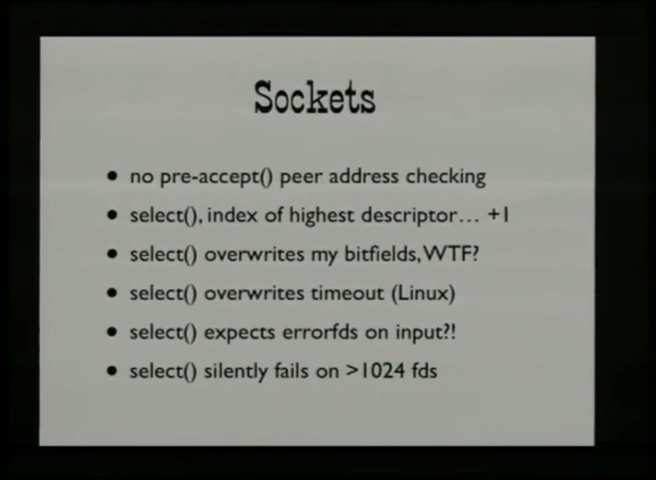 Sockets
• no pre-accept() peer address checking
• select(), index of highest descriptor... +1
• select() overwrites my bitfields, WTF?
• select() overwrites timeout (Linux)
• select() expects errorfds on input?!
• select() silently fails on >1024 fds